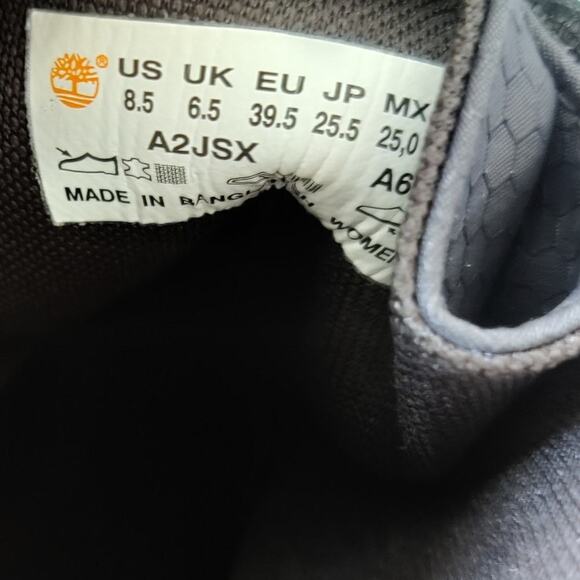 ® US UK EU JP MX
8.5 6.5 39.5 25.5 25,0
A2JSX
A6
MADE IN